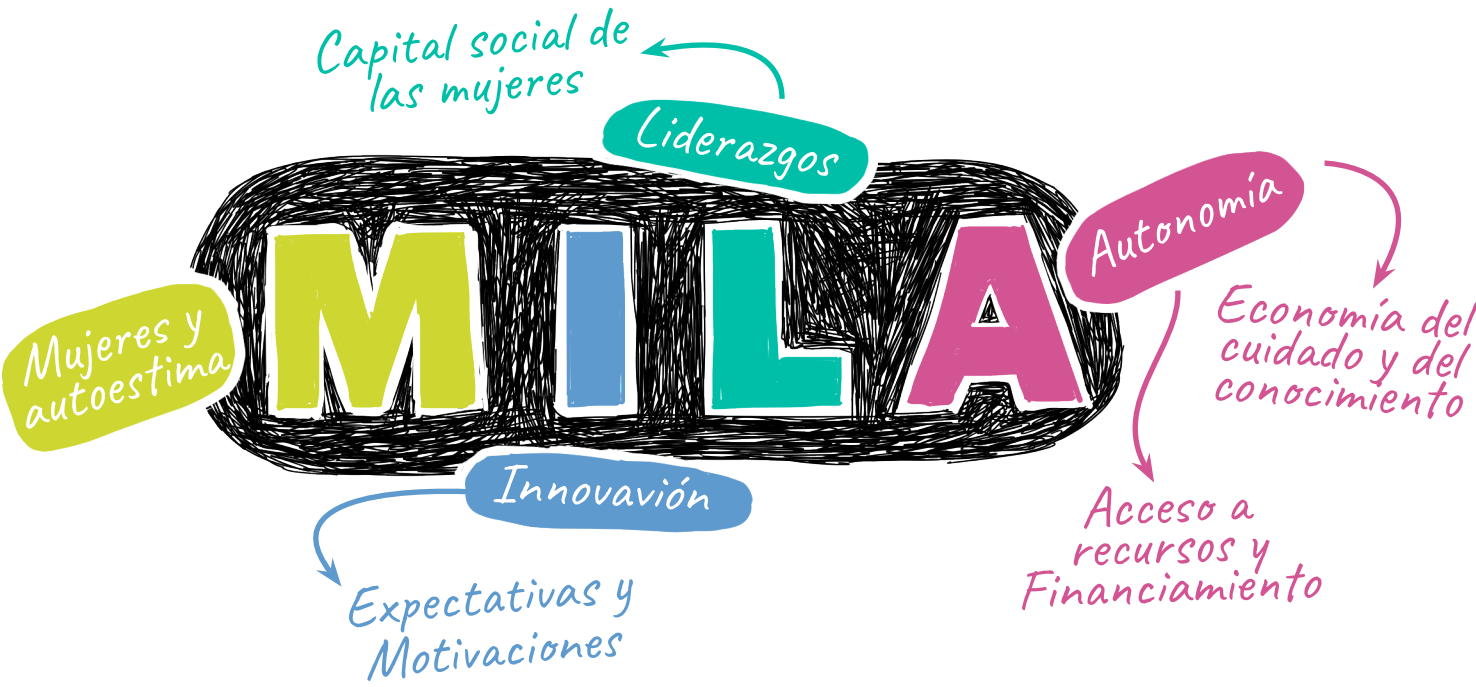 Capital social de
las mujeres
Liderazgos
Autonomía
MILA
Mujeres y
autoestima
Economía del
cuidado y del
conocimiento
Innovavión
Acceso a
recursos y
Financiamiento
Expectativas y
Motivaciones